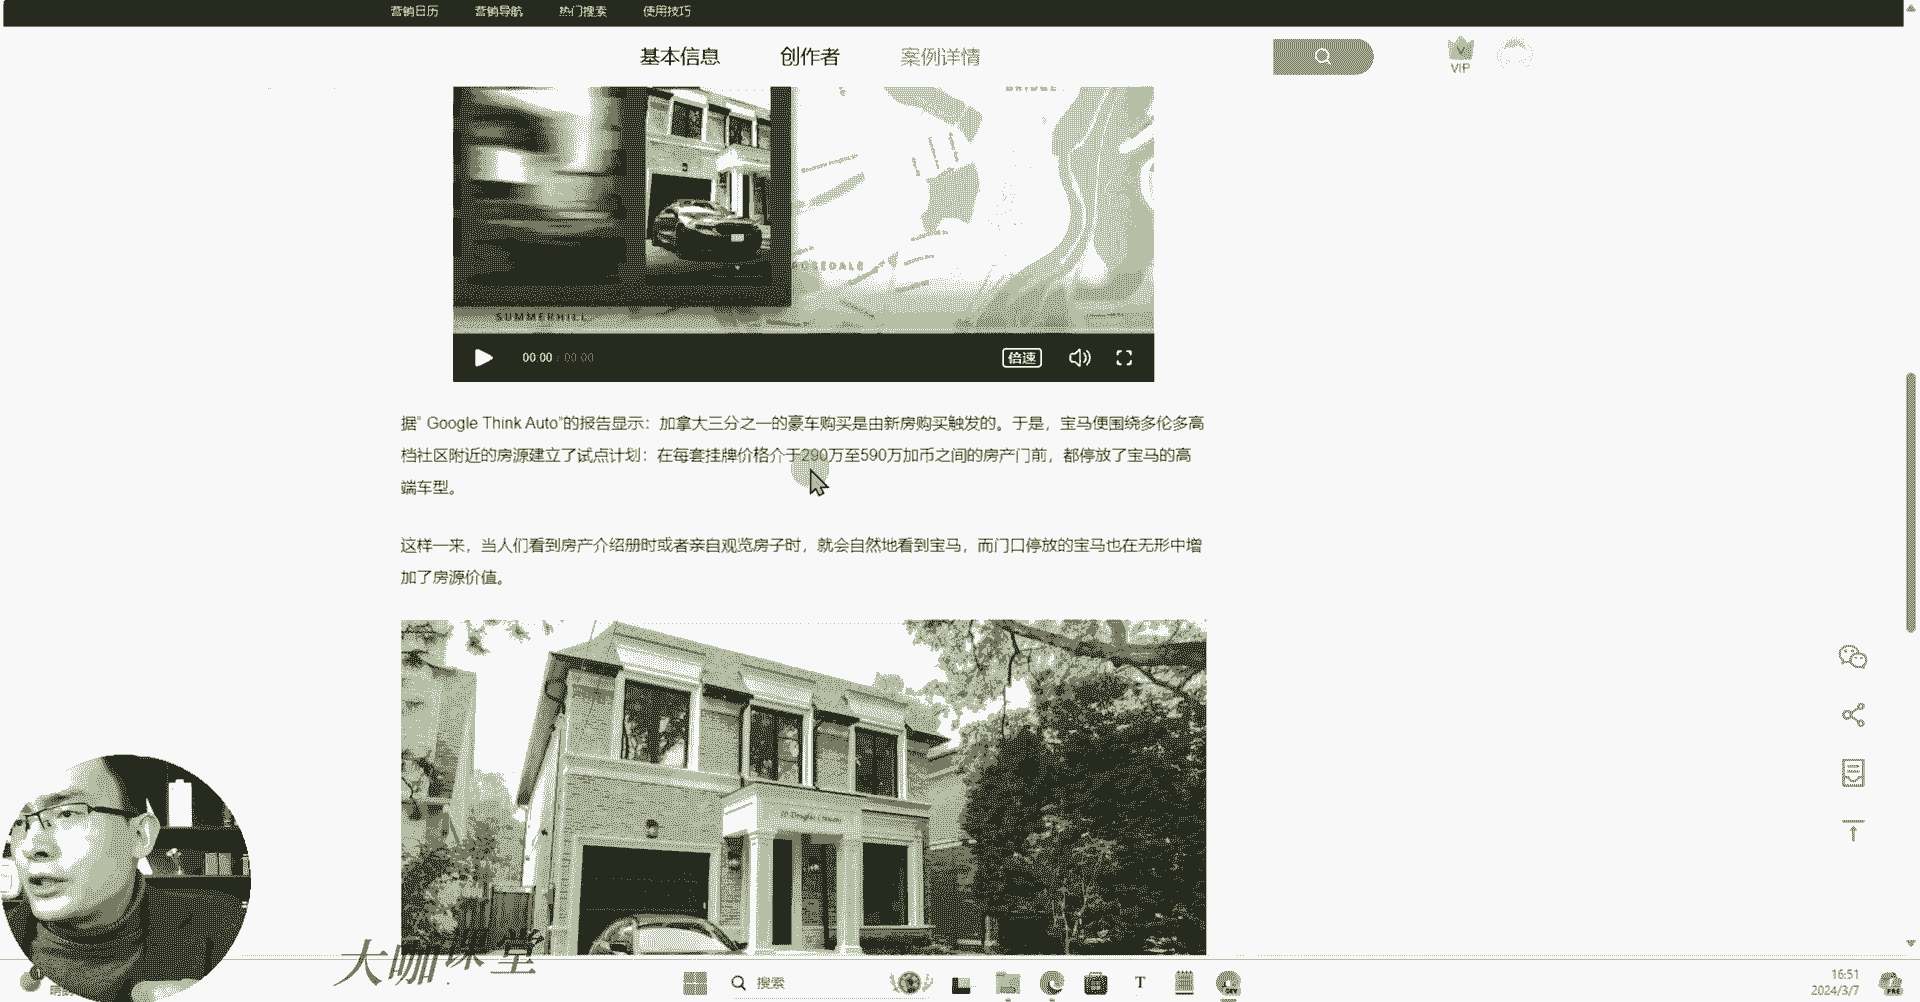 营销日历 营销导航 热门搜索 使用技巧
基本信息 创作者 案例详情
VIP
ROSEDALE
SUMMERHILL
00:00 / 00:00 倍速
据" Google Think Auto"的报告显示：加拿大三分之一的豪车购买是由新房购买触发的。于是，宝马便围绕多伦多高
档社区附近的房源建立了试点计划：在每套挂牌价格介于290万至590万加币之间的房产门前，都停放了宝马的高
端车型。
这样一来，当人们看到房产介绍册时或者亲自观览房子时，就会自然地看到宝马，而门口停放的宝马也在无形中增
加了房源价值。
大咖课堂
搜索
T
DEV
16:51
2024/3/7
PRE